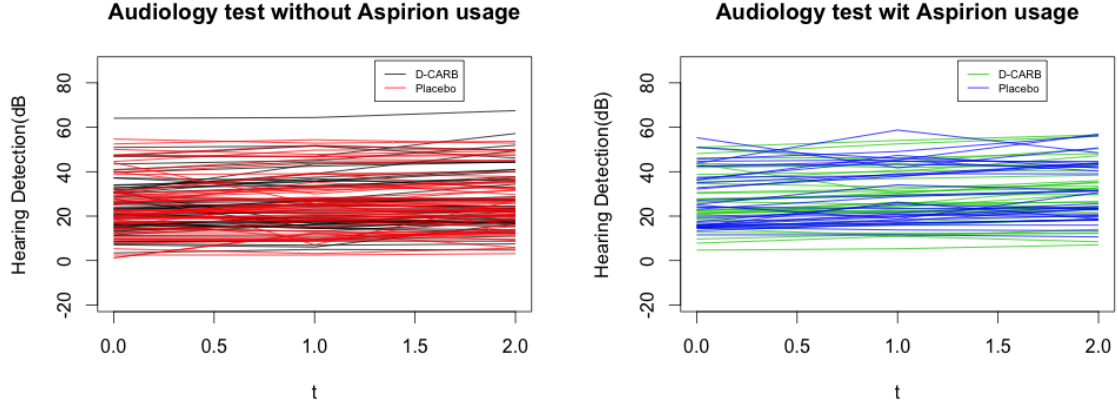 Audiology test without Aspirion usage
Hearing Detection(dB
80
60
40
20
0
-20
D-CARB
Placebo
0.0 0.5 1.0 1.5 2.0
t
Audiology test wit Aspirion usage
Hearing Detection(dB)
80
60
40
20
0
-20
D-CARB
Placebo
0.0 0.5 1.0 1.5 2.0
t